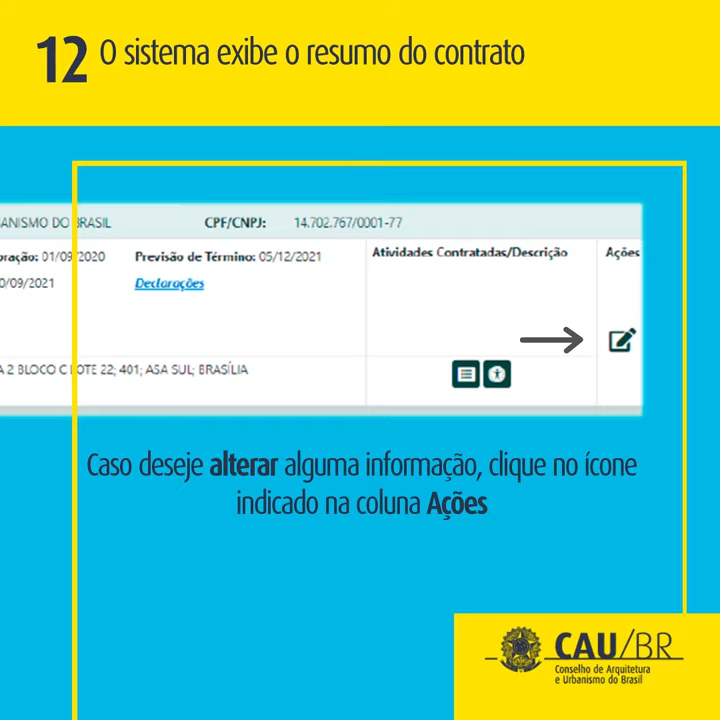 12 O sistema exibe o resumo do contrato
ANISMO DO BRASIL CPF/CNPJ: 14.702.767/0001-77
oração: 01/09/2020 Previsão de Término: 05/12/2021 Atividades Contratadas/Descrição Ações
0/09/2021 Declarações
A 2 BLOCO C LOTE 22; 401; ASA SUL; BRASÍLIA
Caso deseje alterar alguma informação, clique no ícone
indicado na coluna Ações
CAU/BR
Conselho de Arquitetura
e Urbanismo do Brasil